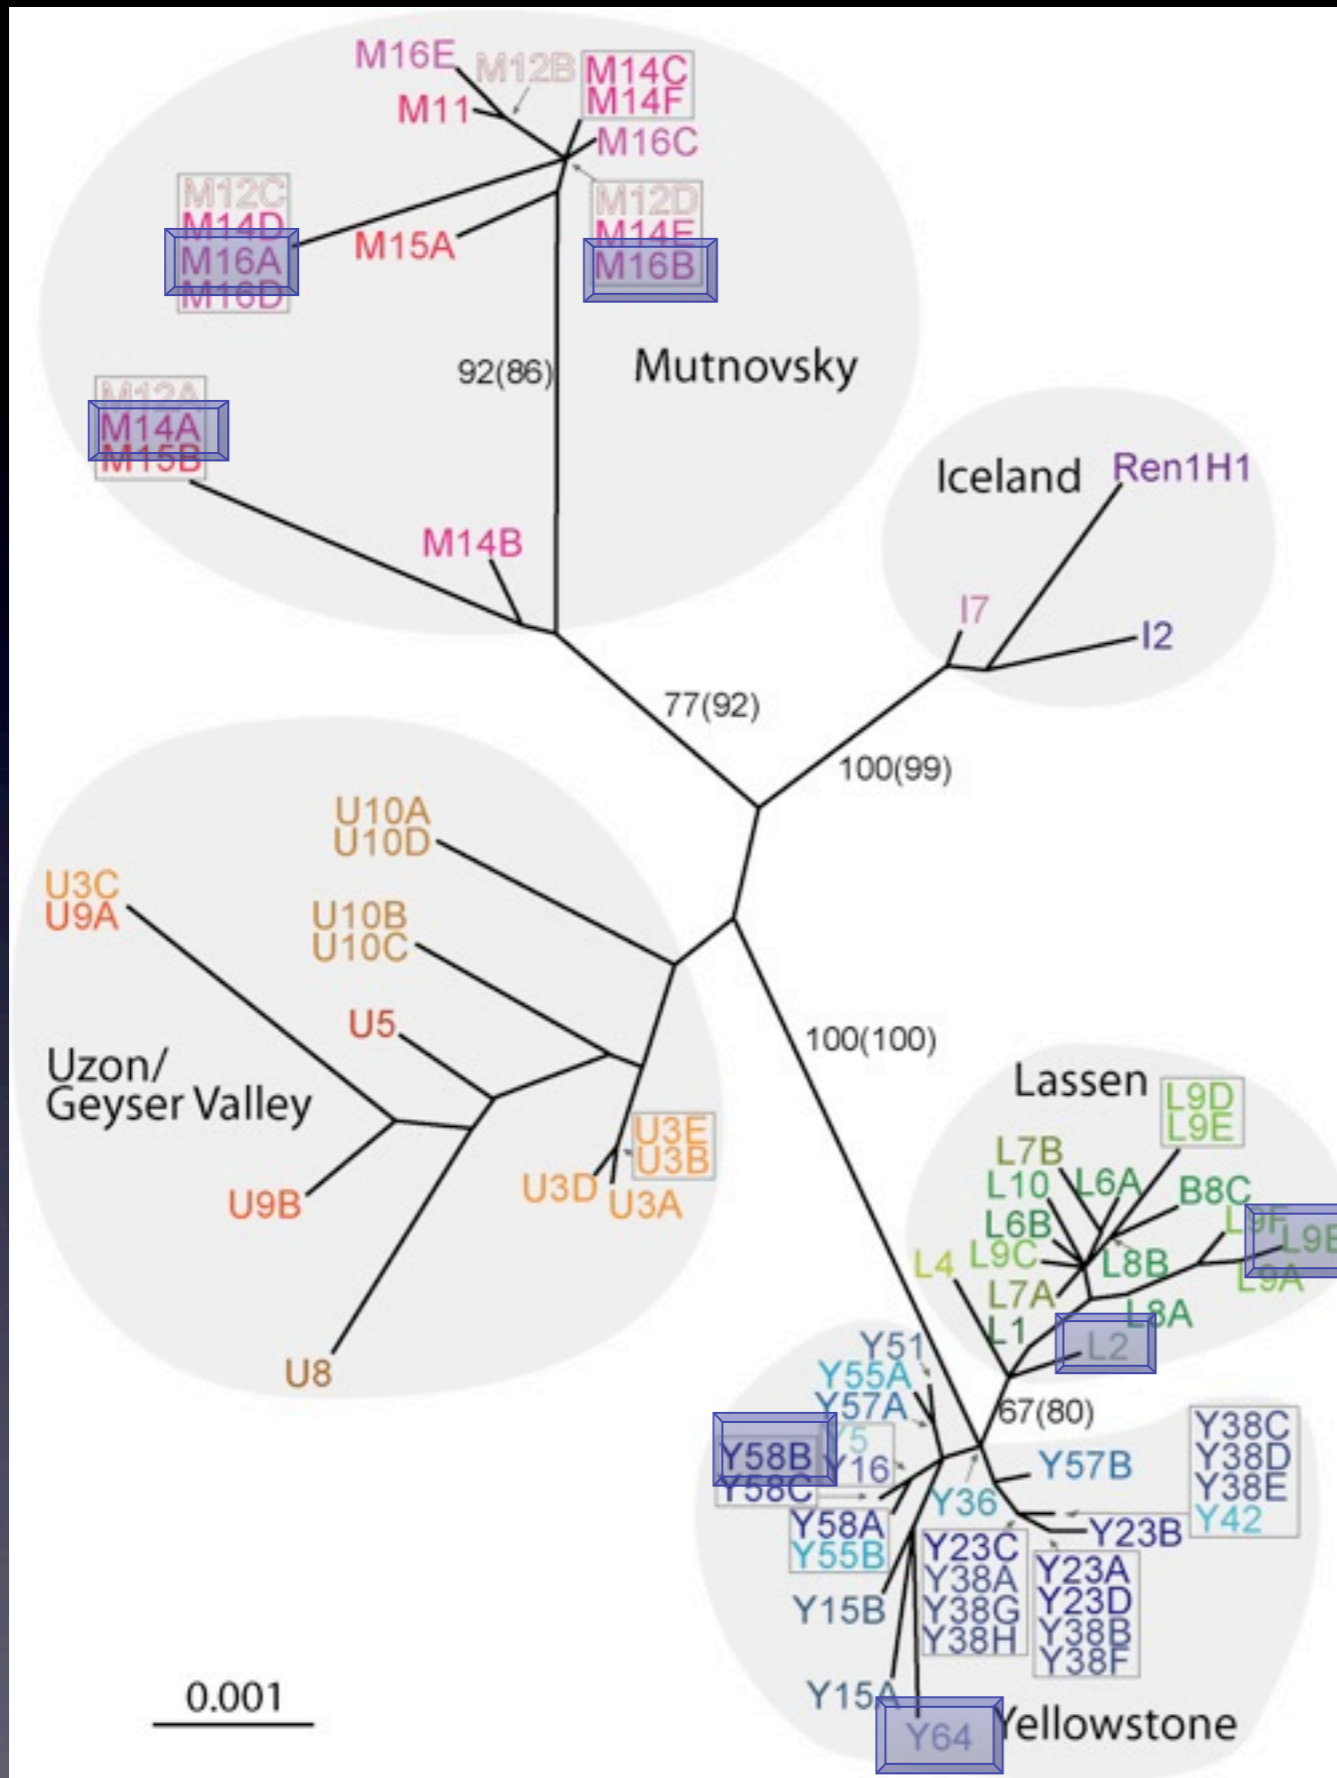 M16E
M12B
M14C
M14F
M11
M16C
M12C
M14D
M16A
M16D
M15A
M12D
M14E
M16B
92(86)
Mutnovsky
M12A
M14A
M15B
M14B
Iceland
Ren1H1
I7
I2
77(92)
100(99)
U10A
U10D
U3C
U9A
U10B
U10C
U5
100(100)
Uzon/
Geyser Valley
U3E
U3B
U3D
U3A
U9B
U8
Lassen
L9D
L9E
L7B
L10
L6A
B8C
L6B
L9F
L9C
L8B
L4
L9A
L7A
L8A
L1
L2
Y51
Y55A
Y57A
67(80)
Y5
Y58B
Y16
Y58C
Y57B
Y38C
Y38D
Y38E
Y42
Y36
Y58A
Y55B
Y23B
Y23C
Y38A
Y38G
Y38H
Y23A
Y23D
Y38B
Y38F
Y15B
Y15A
Y64
Yellowstone
0.001